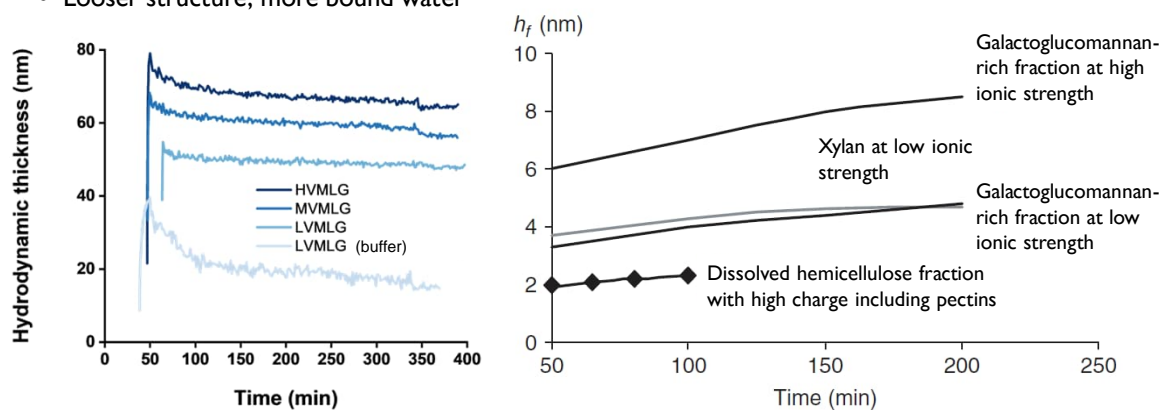 • Looser structure, more bound water
Hydrodynamic thickness (nm)
80
60
40
20
0
HVMLG
MVMLG
LVMLG
LVMLG (buffer)
0 50 100 150 200 250 300 350 400
Time (min)
hf (nm)
10
8
6
4
2
0
Galactoglucomannan-
rich fraction at high
ionic strength
Xylan at low ionic
strength
Galactoglucomannan-
rich fraction at low
ionic strength
Dissolved hemicellulose fraction
with high charge including pectins
50 100 150 200 250
Time (min)